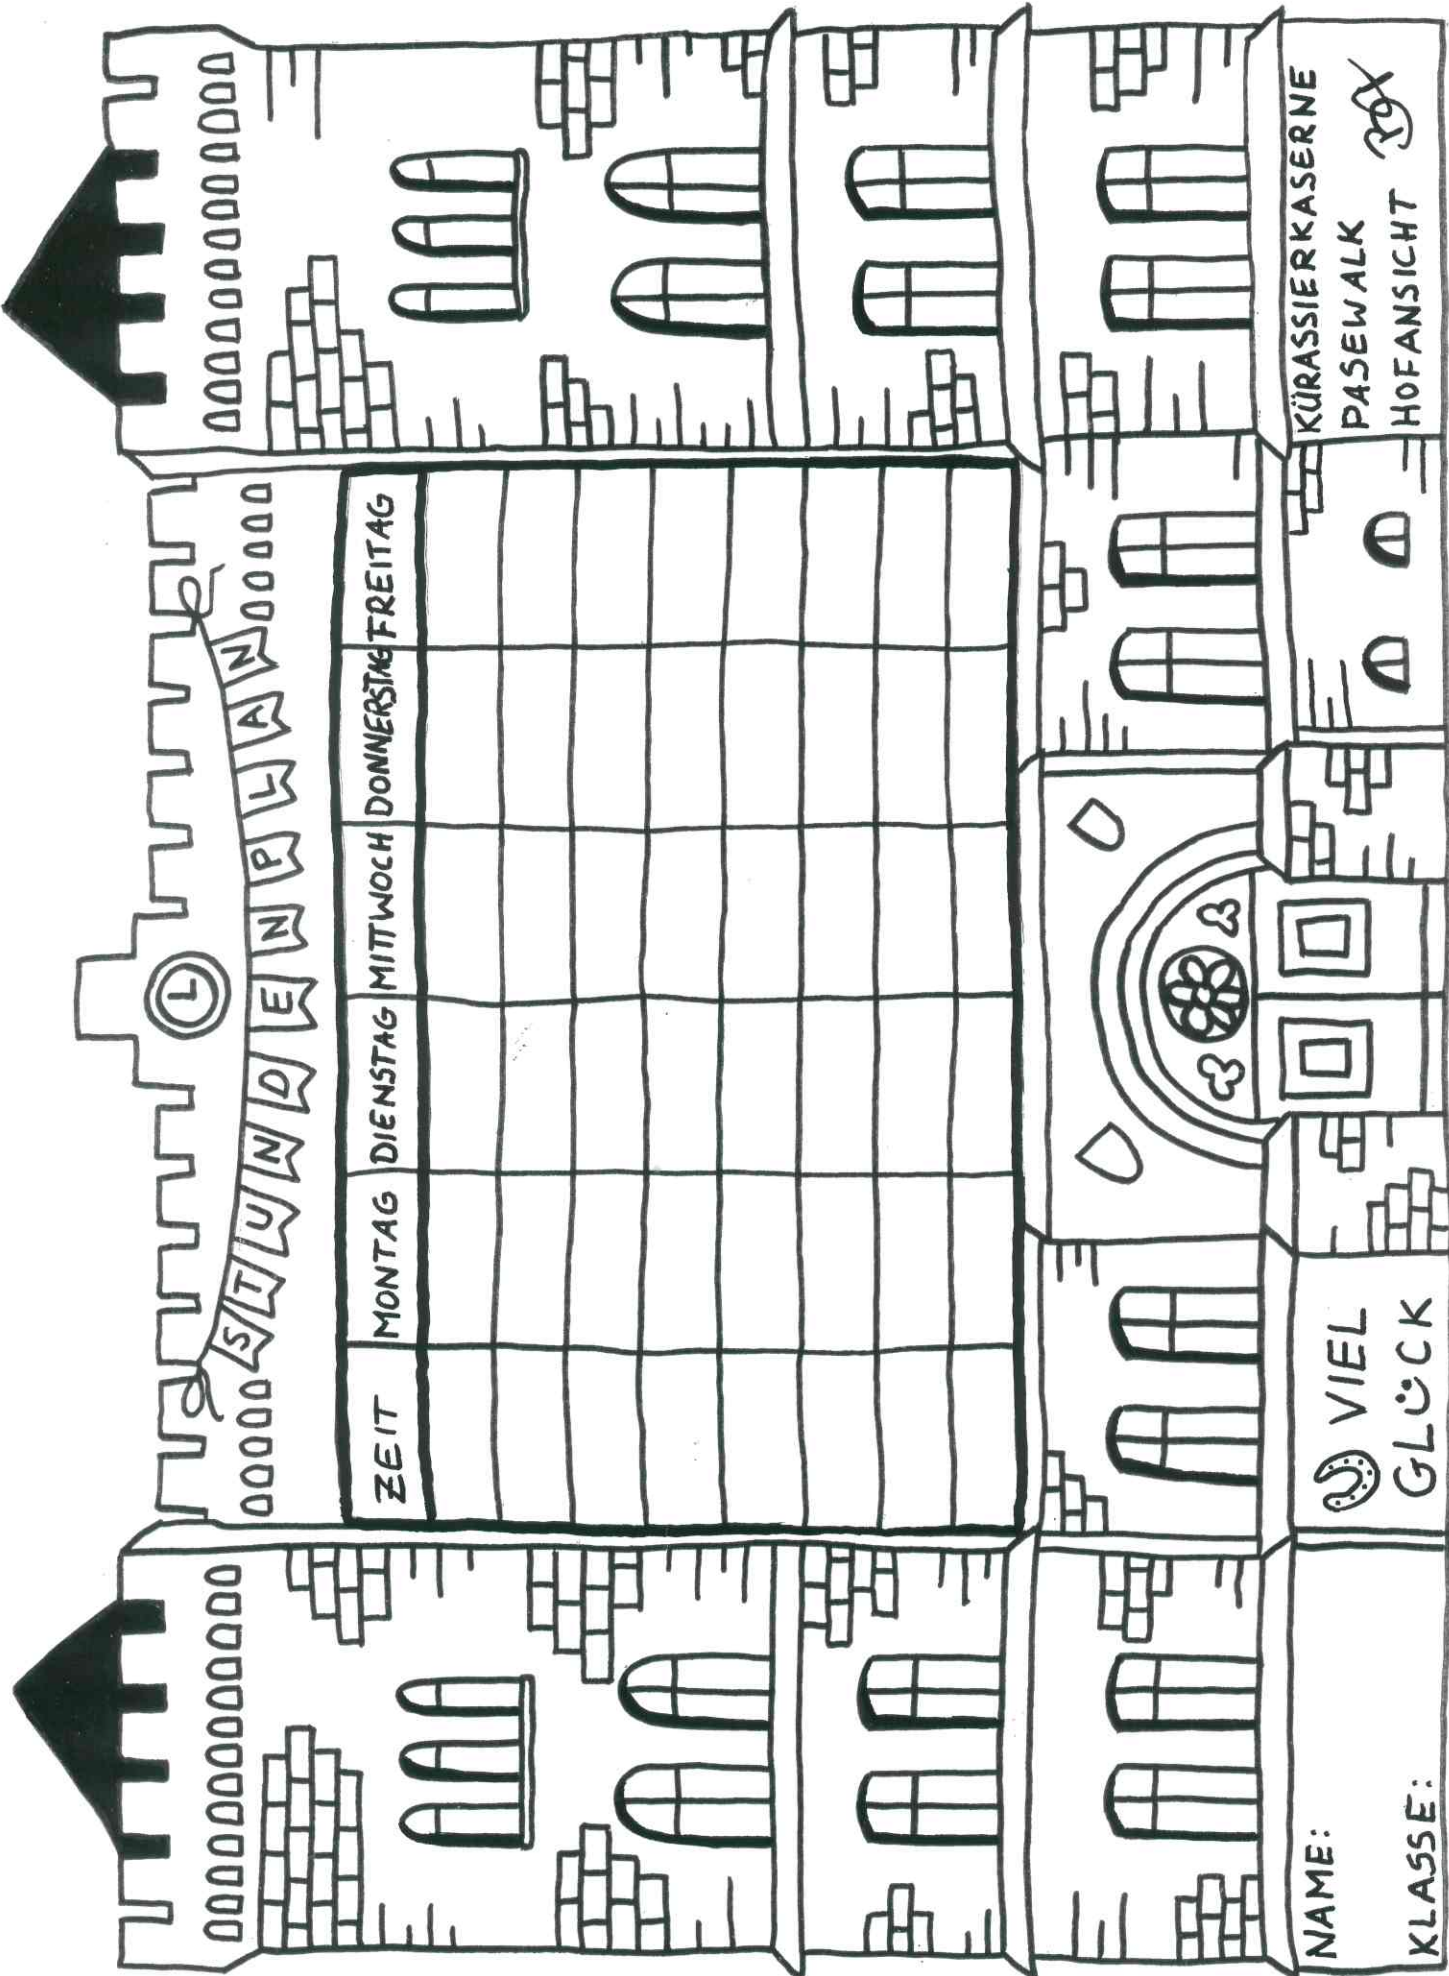 STUNDENPLAN
ZEIT MONTAG DIENSTAG MITTWOCH DONNERSTAG FREITAG
NAME:
KLASSE:
VIEL
GLÜCK
KÜRASSIERKASERNE
PASEWALK
HOFANSICHT